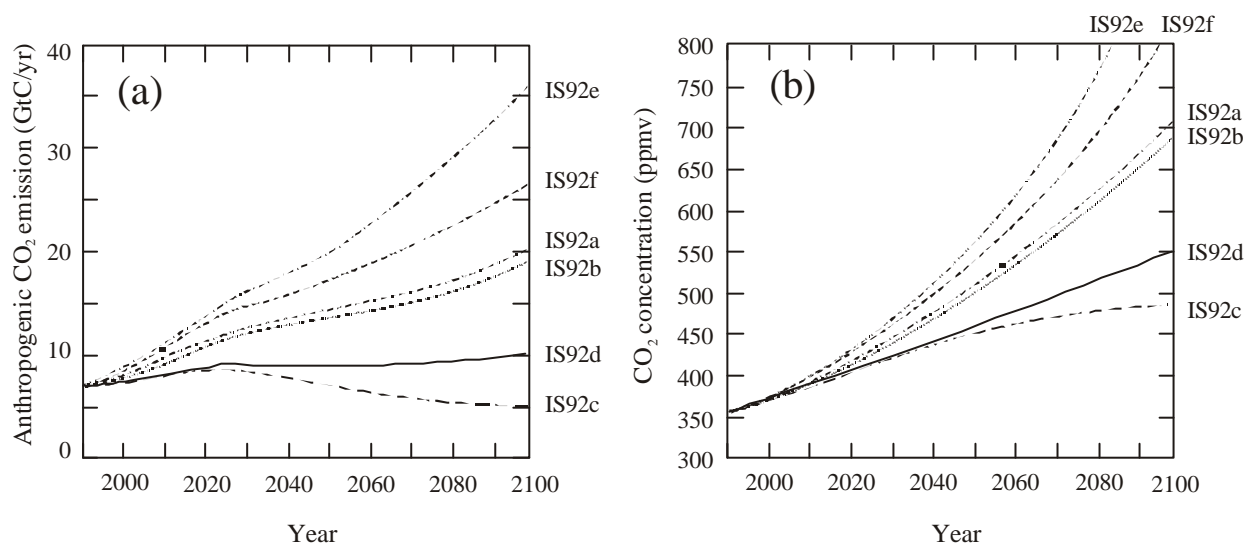 (a)
Anthropogenic CO₂ emission (GtC/yr)
40
30
20
10
0
2000 2020 2040 2060 2080 2100
Year
IS92e
IS92f
IS92a
IS92b
IS92d
IS92c
(b)
CO₂ concentration (ppmv)
800
750
700
650
600
550
500
450
400
350
300
2000 2020 2040 2060 2080 2100
Year
IS92e IS92f
IS92a
IS92b
IS92d
IS92c